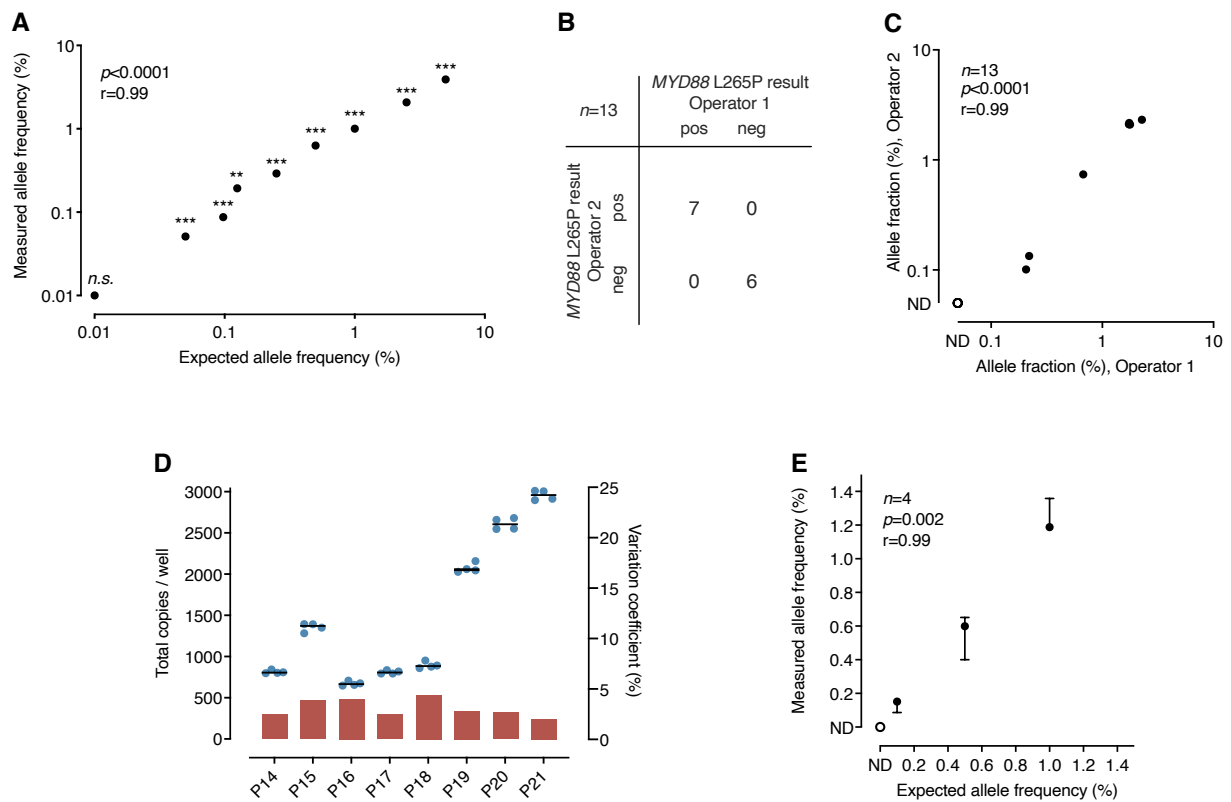 A
Measured allele frequency (%)
10
1
0.1
0.01
p<0.0001
r=0.99
n.s.
***
***
**
***
***
***
***
***
0.01
0.1
1
10
Expected allele frequency (%)
B
n=13
MYD88 L265P result
Operator 1
pos
neg
MYD88 L265P result
Operator 2
pos
neg
7
0
0
6
C
Allele fraction (%), Operator 2
10
1
0.1
ND
n=13
p<0.0001
r=0.99
ND
0.1
1
10
Allele fraction (%), Operator 1
D
Total copies / well
3000
2500
2000
1500
1000
500
0
25
20
15
10
5
0
Variation coefficient (%)
P14
P15
P16
P17
P18
P19
P20
P21
E
Measured allele frequency (%)
1.4
1.2
1.0
0.8
0.6
0.4
0.2
ND
n=4
p=0.002
r=0.99
ND
0.2
0.4
0.6
0.8
1.0
1.2
1.4
Expected allele frequency (%)